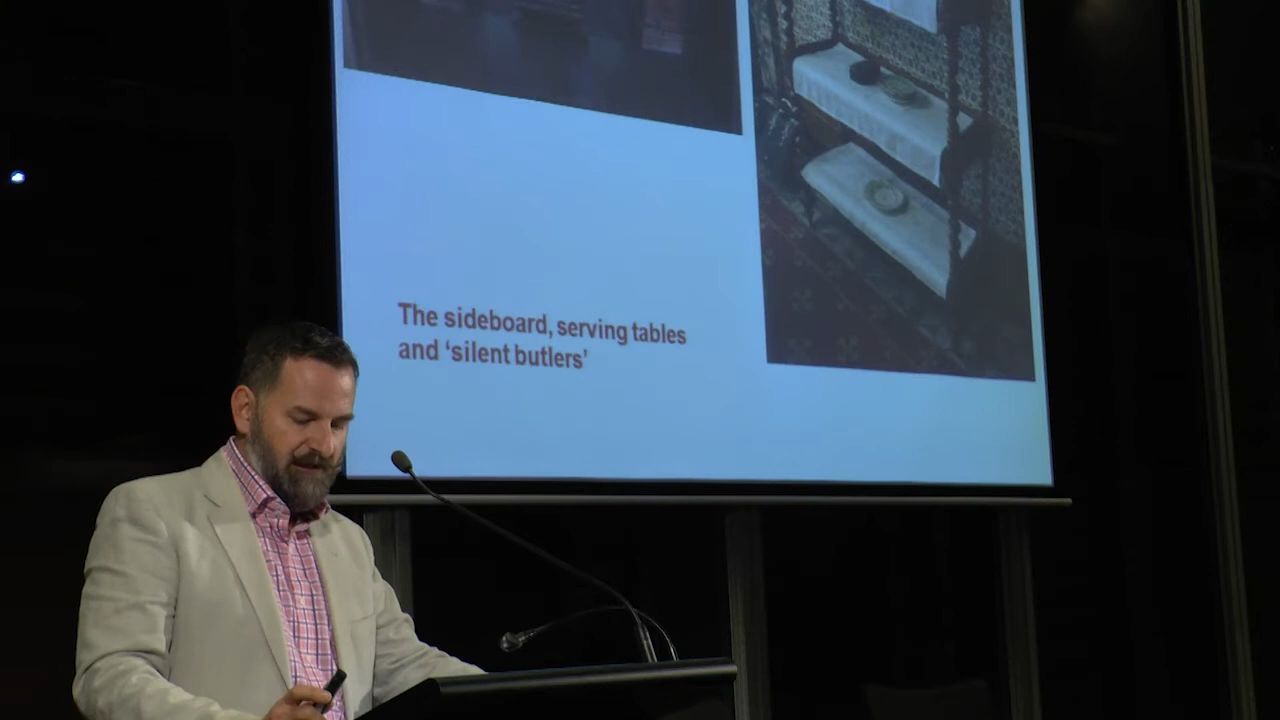 The sideboard, serving tables
and ‘silent butlers’